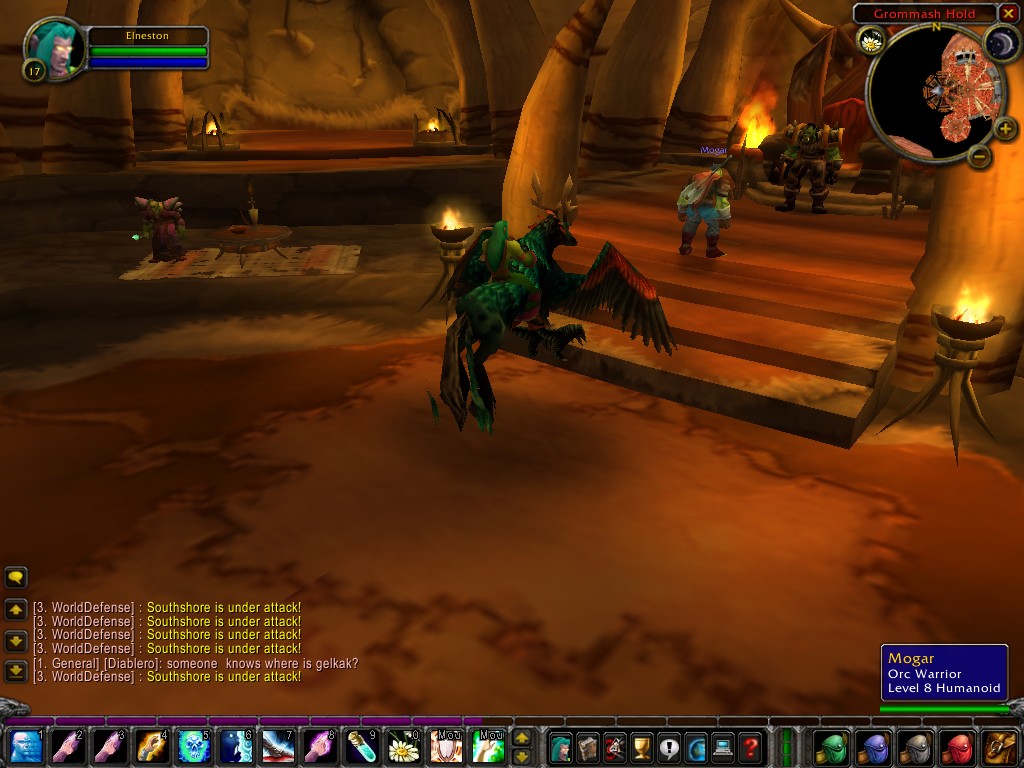 Grommash Hold
N
Elneston
17
Mogar
[3. WorldDefense] : Southshore is under attack!
[3. WorldDefense] : Southshore is under attack!
[3. WorldDefense] : Southshore is under attack!
[3. WorldDefense] : Southshore is under attack!
[1. General] [Diablero]: someone knows where is gelkak?
[3. WorldDefense] : Southshore is under attack!
Mogar
Orc Warrior
Level 8 Humanoid
1 2 3 4 5 6 7 8 9 0 Mou Mou